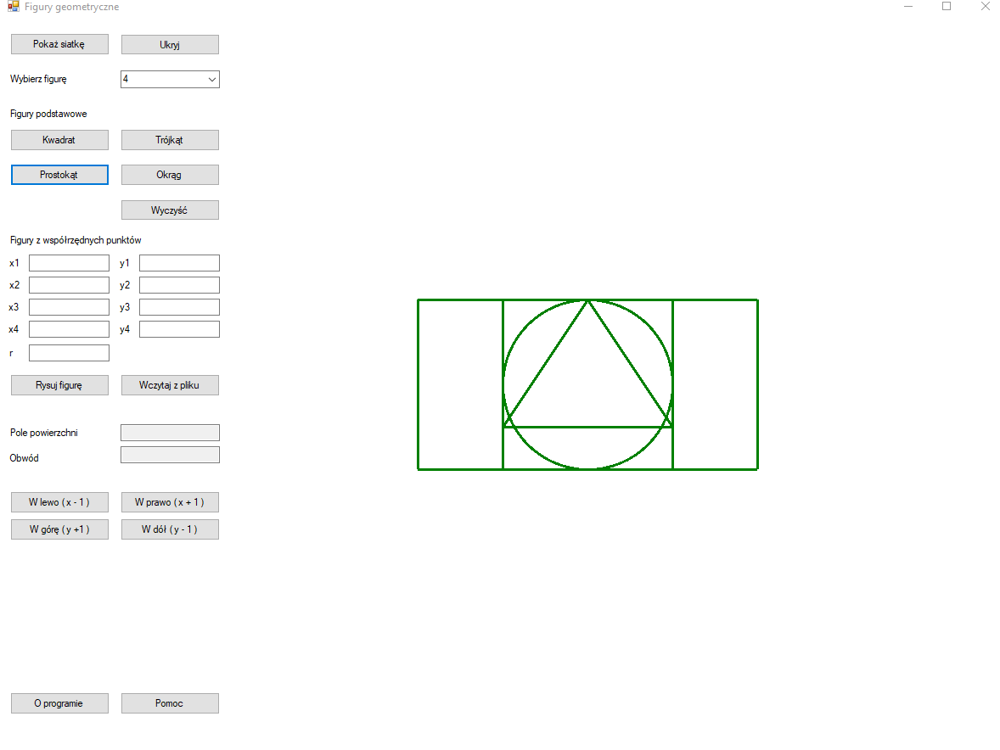 Figury geometryczne
Pokaż siatkę Ukryj
Wybierz figurę 4
Figury podstawowe
Kwadrat Trójkąt
Prostokąt Okrąg
Wyczyść
Figury z współrzędnych punktów
x1 y1
x2 y2
x3 y3
x4 y4
r
Rysuj figurę Wczytaj z pliku
Pole powierzchni
Obwód
W lewo ( x - 1 ) W prawo ( x + 1 )
W górę ( y +1 ) W dół ( y - 1 )
O programie Pomoc